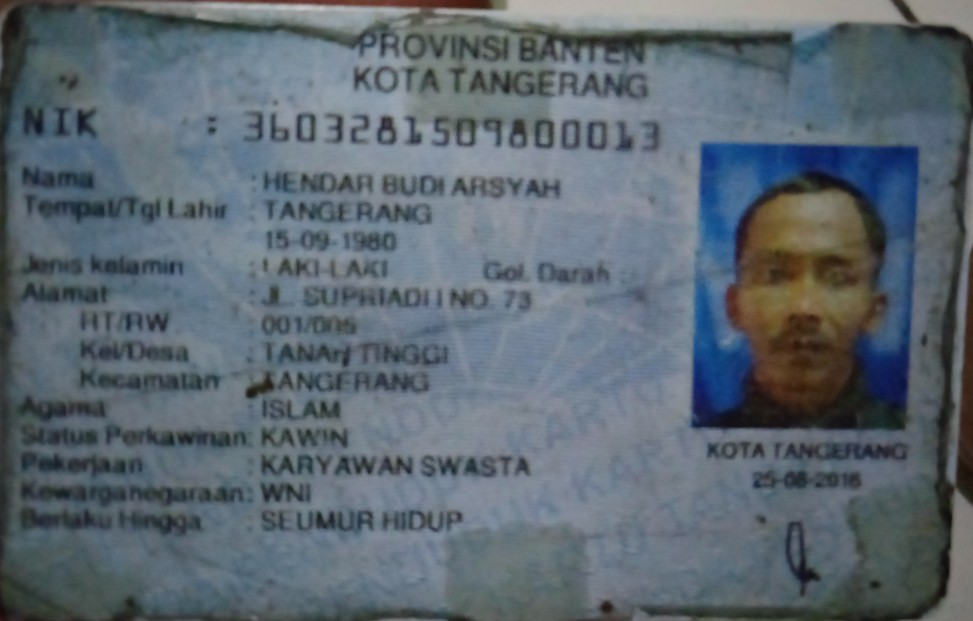 PROVINSI BANTEN
KOTA TANGERANG
NIK : 3603281509800013
Nama : HENDAR BUDI ARSYAH
Tempat/Tgl Lahir : TANGERANG
15-09-1980
Jenis kelamin : LAKI-LAKI Gol. Darah :
Alamat : JL. SUPRIADI I NO. 73
RT/RW : 001/005
Kel/Desa : TANAH TINGGI
Kecamatan : TANGERANG
Agama : ISLAM
Status Perkawinan: KAWIN
Pekerjaan : KARYAWAN SWASTA
Kewarganegaraan: WNI
Berlaku Hingga : SEUMUR HIDUP
KOTA TANGERANG
25-08-2016